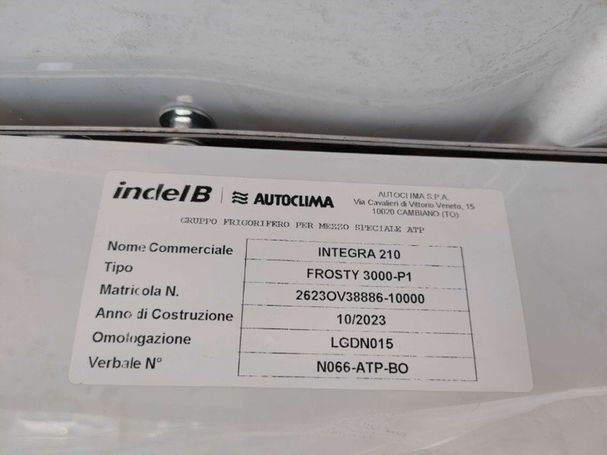 indelB AUTOCLIMA
AUTOCLIMA S.P.A.
Via Cavalieri di Vittorio Veneto, 15
10020 CAMBIANO (TO)
GRUPPO FRIGORIFERO PER MEZZO SPECIALE ATP
Nome Commerciale INTEGRA 210
Tipo FROSTY 3000-P1
Matricola N. 2623OV38886-10000
Anno di Costruzione 10/2023
Omologazione LGDN015
Verbale N° N066-ATP-BO